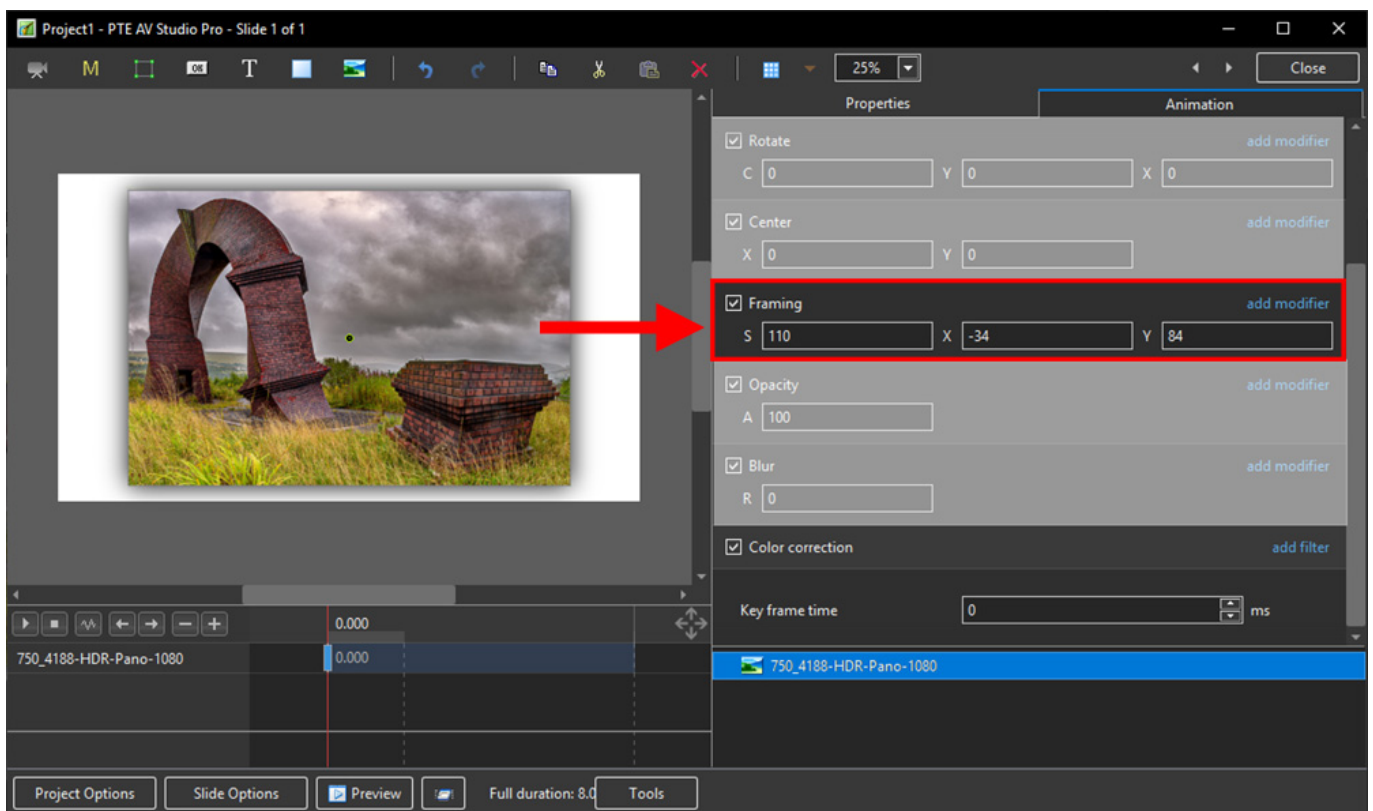 Project1 - PTE AV Studio Pro - Slide 1 of 1
M OK T 25% Close
Properties Animation
Rotate add modifier
C 0 Y 0 X 0
Center add modifier
X 0 Y 0
Framing add modifier
S 110 X -34 Y 84
Opacity add modifier
A 100
Blur add modifier
R 0
Color correction add filter
Key frame time 0 ms
0.000
750_4188-HDR-Pano-1080 0.000
750_4188-HDR-Pano-1080
Project Options Slide Options Preview Full duration: 8.0 Tools